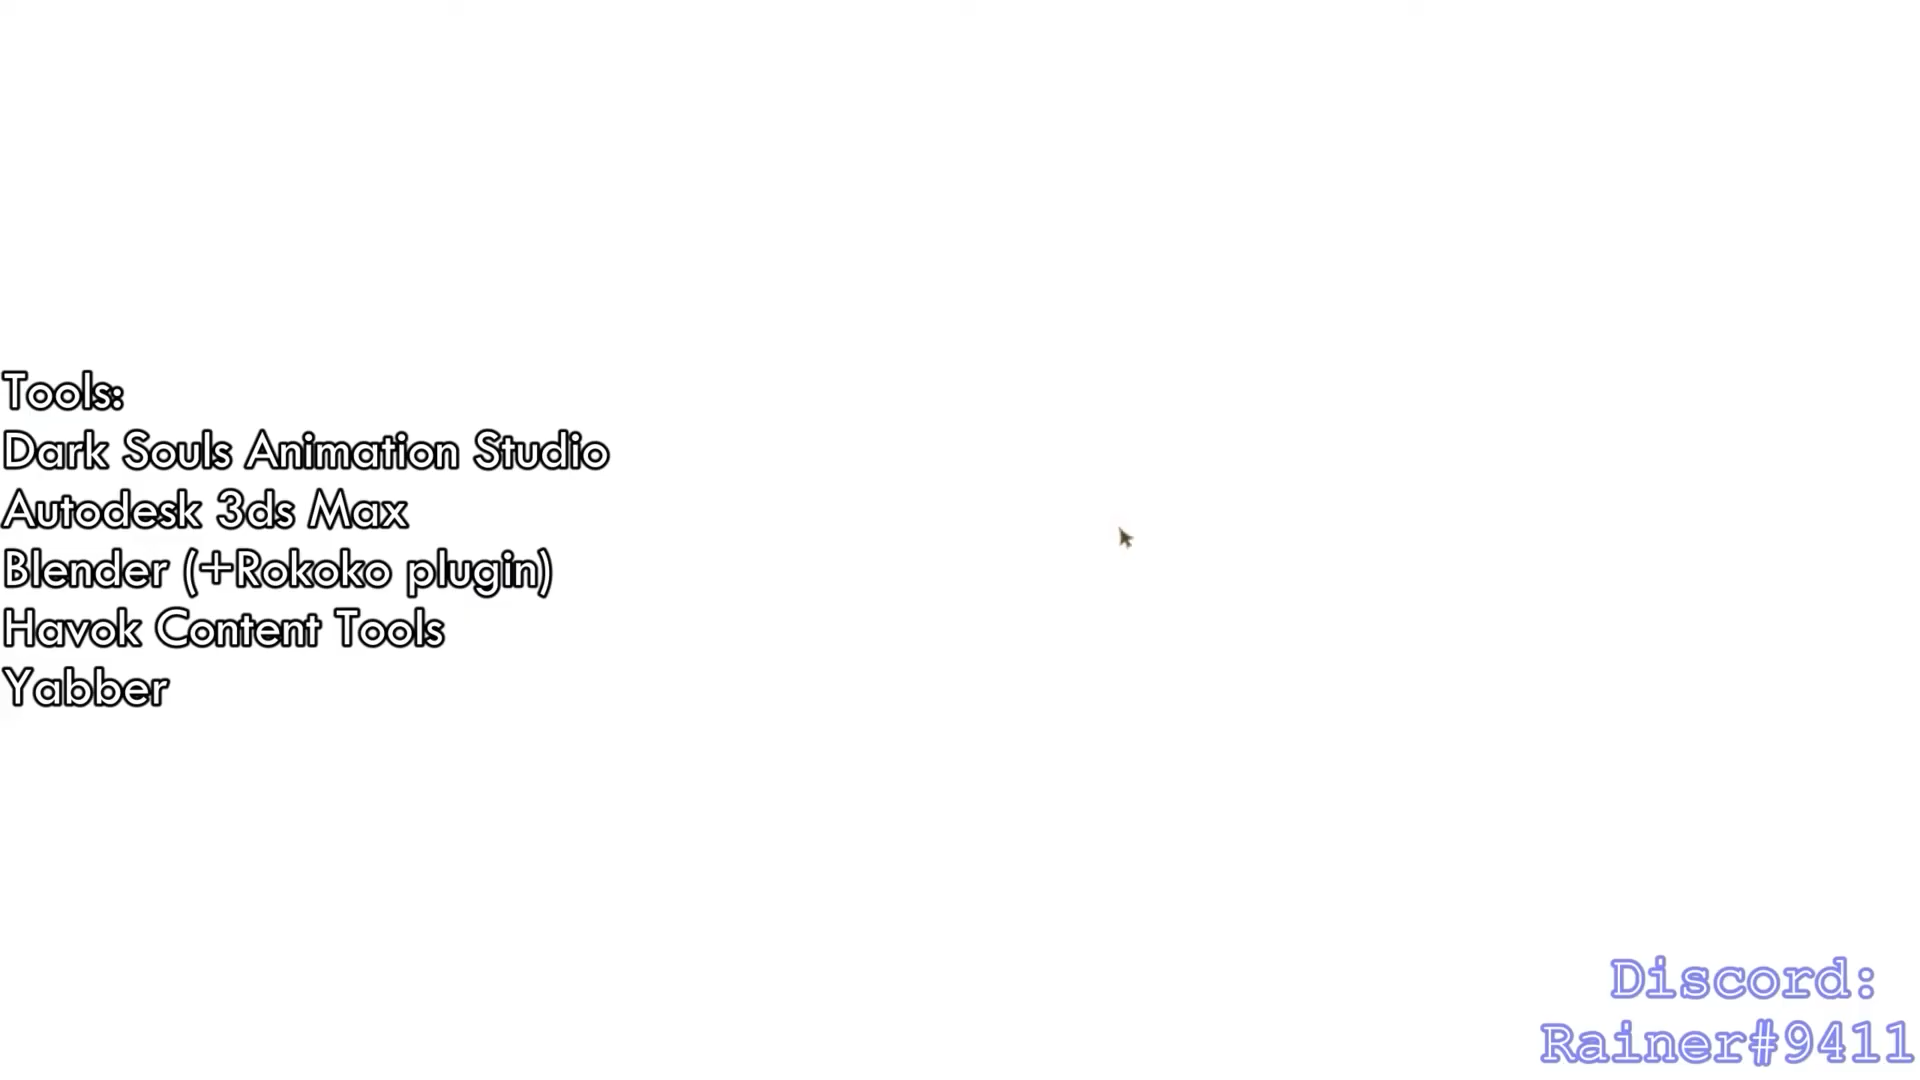 Tools:
Dark Souls Animation Studio
Autodesk 3ds Max
Blender (+Rokoko plugin)
Havok Content Tools
Yabber
Discord:
Rainer#9411